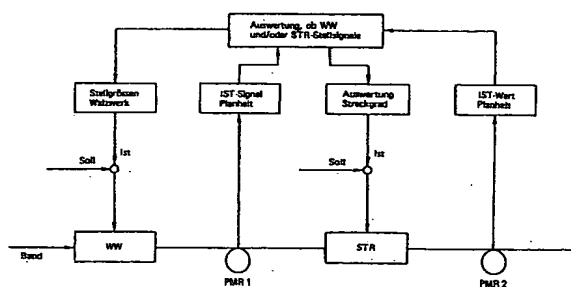 Auswertung, ob WW
und/oder STR-Stellsignale
Stellgrössen
Walzwerk
IST-Signal
Planheit
Auswertung
Streckgrad
IST-Wert
Planheit
Soll
Ist
Soll
Ist
Band
WW
STR
PMR 1
PMR 2